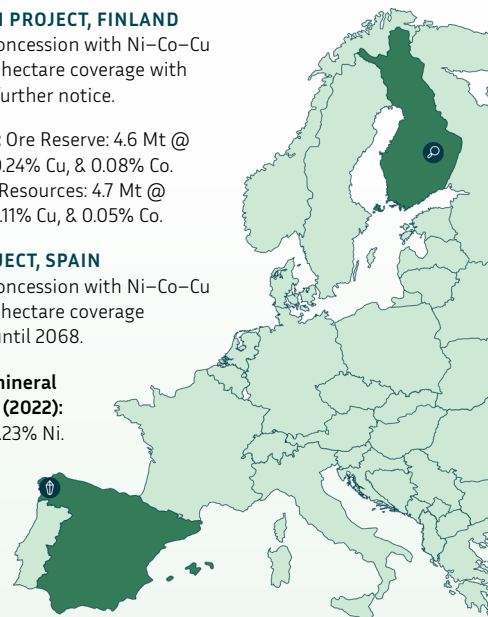 PROJECT, FINLAND
oncession with Ni–Co–Cu
hectare coverage with
urther notice.
Ore Reserve: 4.6 Mt @
0.24% Cu, & 0.08% Co.
Resources: 4.7 Mt @
.11% Cu, & 0.05% Co.
JECT, SPAIN
oncession with Ni–Co–Cu
hectare coverage
until 2068.
mineral
(2022):
.23% Ni.